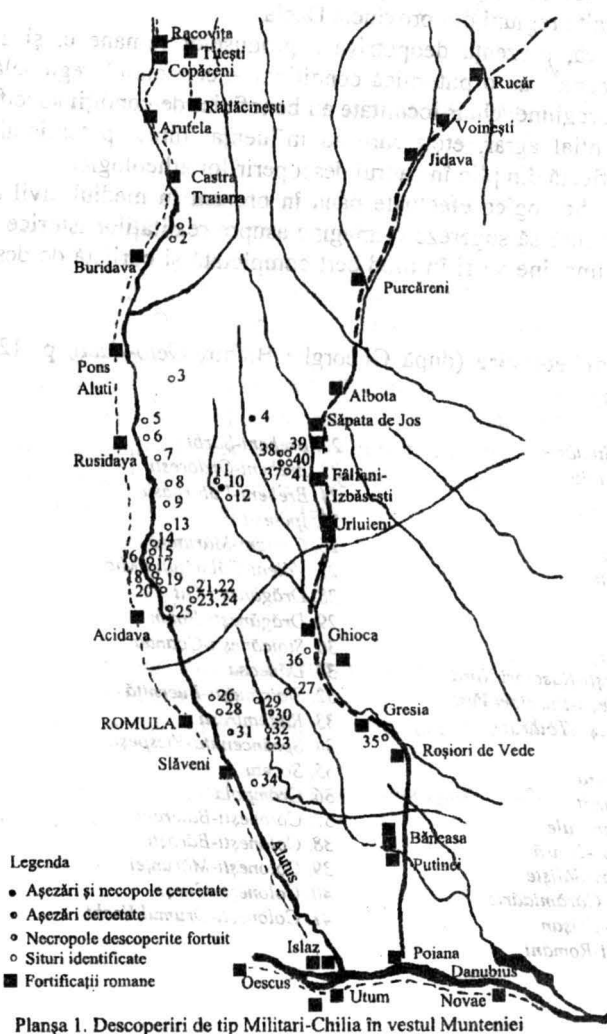 Racovița
Titești
Copăceni
Rucăr
Rădăcinești
Voinești
Arutela
Jidava
Castra
Traiana
1
2
Buridava
Purcăreni
Pons
Aluti
3
Albota
4
Săpata de Jos
5
6
Rusidava
7
38
39
40
37
41
8
11
10
12
9
Fâlfani-
Izbășești
13
Urluieni
14
15
16
17
18
19
20
21,22
23,24
25
Acidava
Ghioca
36
26
27
28
29
30
ROMULA
31
32
33
Gresia
35
Roșiori de Vede
Slăveni
34
Băneasa
Putinei
Alutus
Legenda
Așezări și necropole cercetate
Așezări cercetate
Necropole descoperite fortuit
Situri identificate
Fortificații romane
Islaz
Poiana
Danubius
Oescus
Utum
Novae
Planșa 1. Descoperiri de tip Militari-Chilia în vestul Munteniei